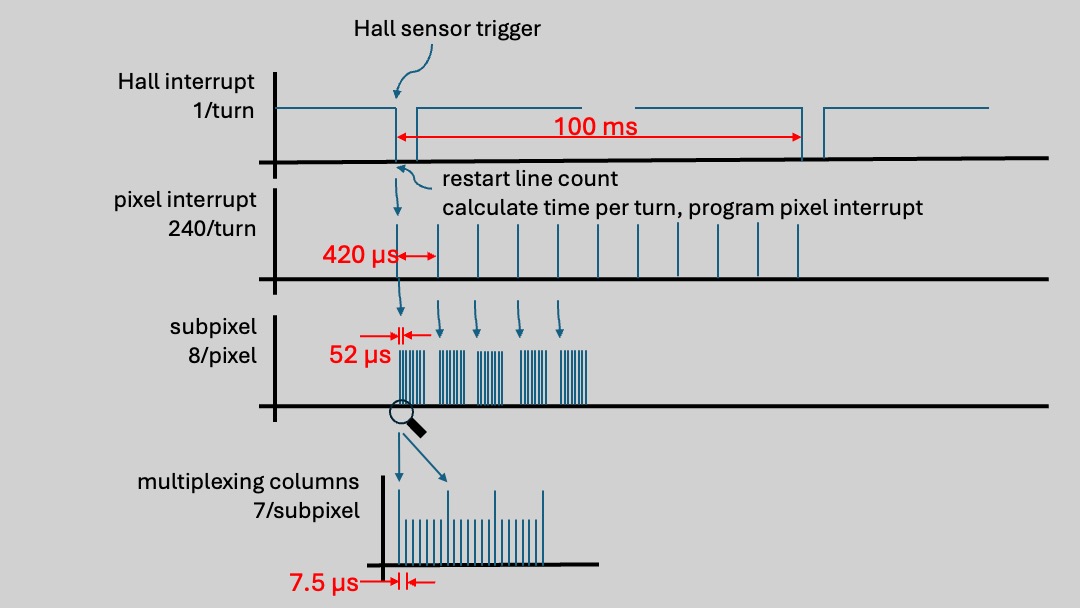 Hall sensor trigger
Hall interrupt
1/turn
100 ms
restart line count
calculate time per turn, program pixel interrupt
pixel interrupt
240/turn
420 µs
subpixel
8/pixel
52 µs
multiplexing columns
7/subpixel
7.5 µs